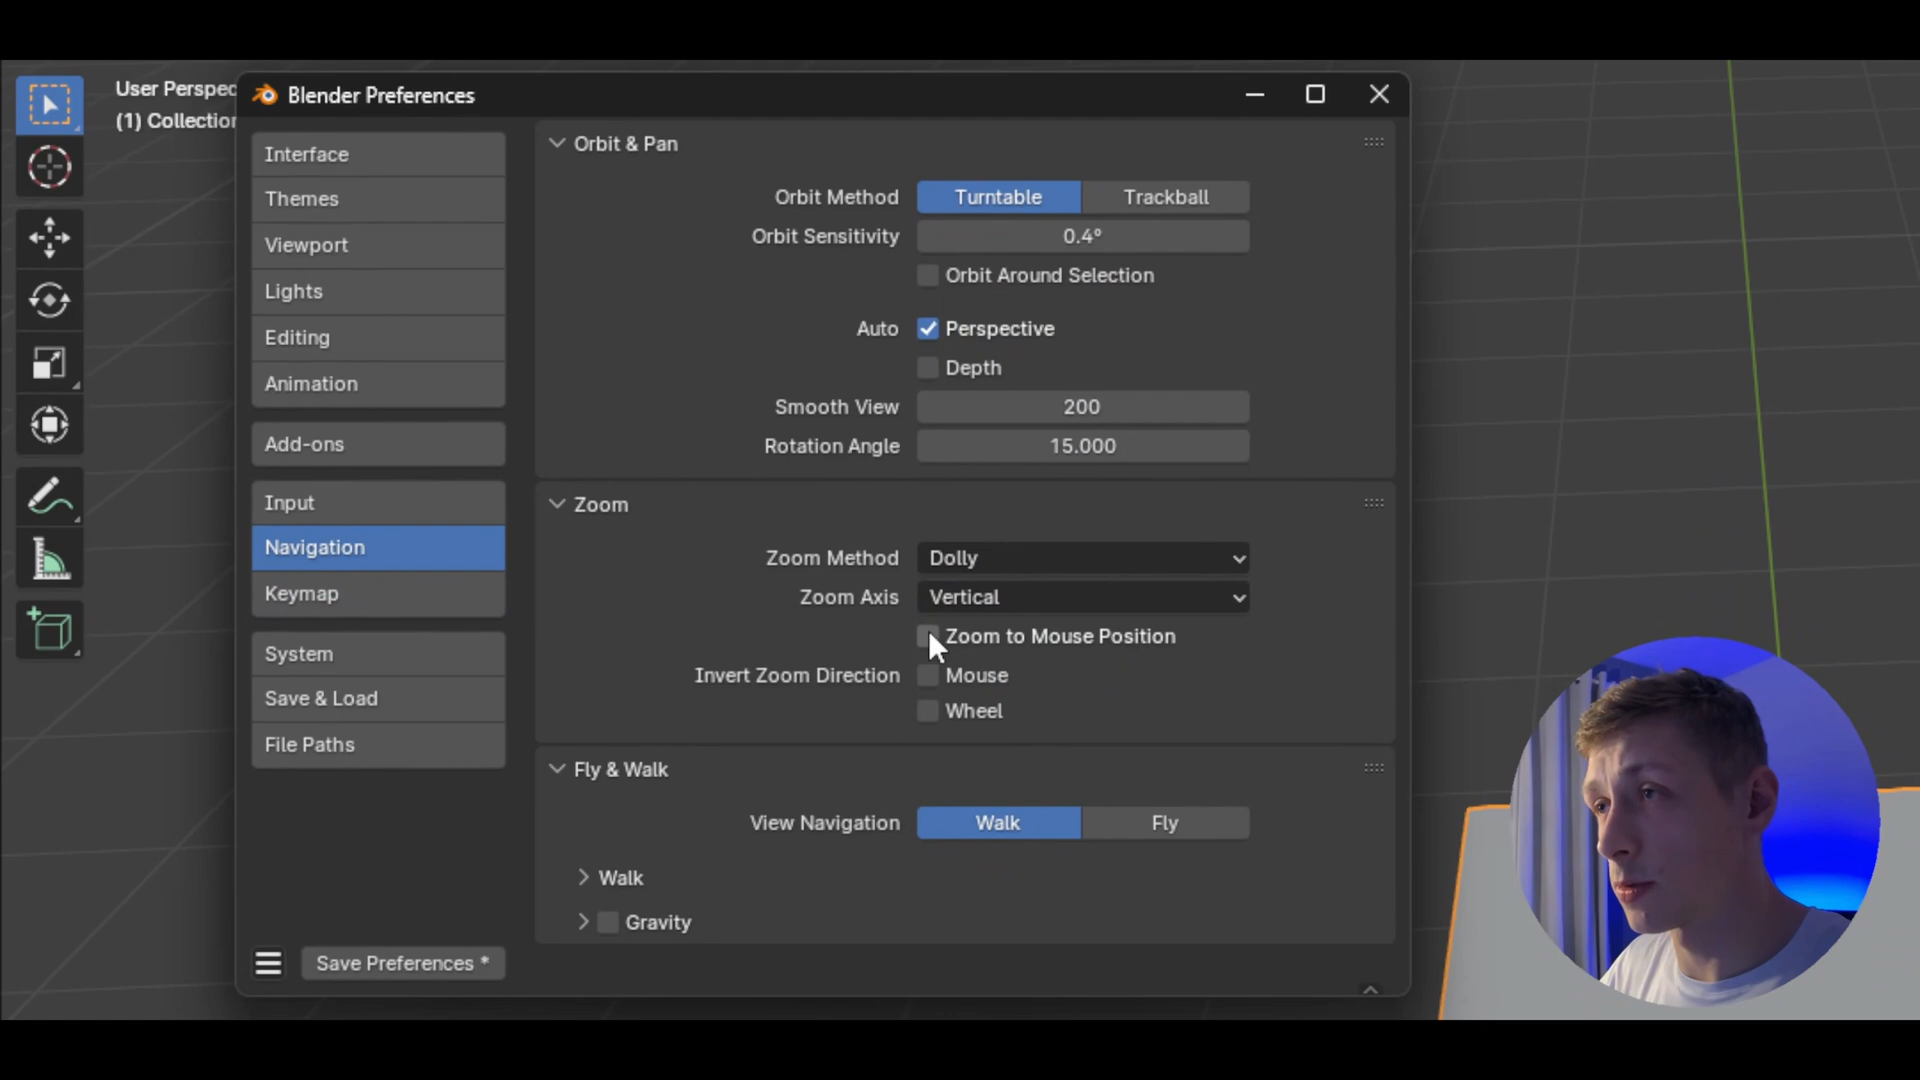 User Perspec
(1) Collection
Blender Preferences
Interface
Themes
Viewport
Lights
Editing
Animation
Add-ons
Input
Navigation
Keymap
System
Save & Load
File Paths
Save Preferences *
Orbit & Pan
Orbit Method Turntable Trackball
Orbit Sensitivity 0.4°
Orbit Around Selection
Auto Perspective
Depth
Smooth View 200
Rotation Angle 15.000
Zoom
Zoom Method Dolly
Zoom Axis Vertical
Zoom to Mouse Position
Invert Zoom Direction Mouse
Wheel
Fly & Walk
View Navigation Walk Fly
Walk
Gravity